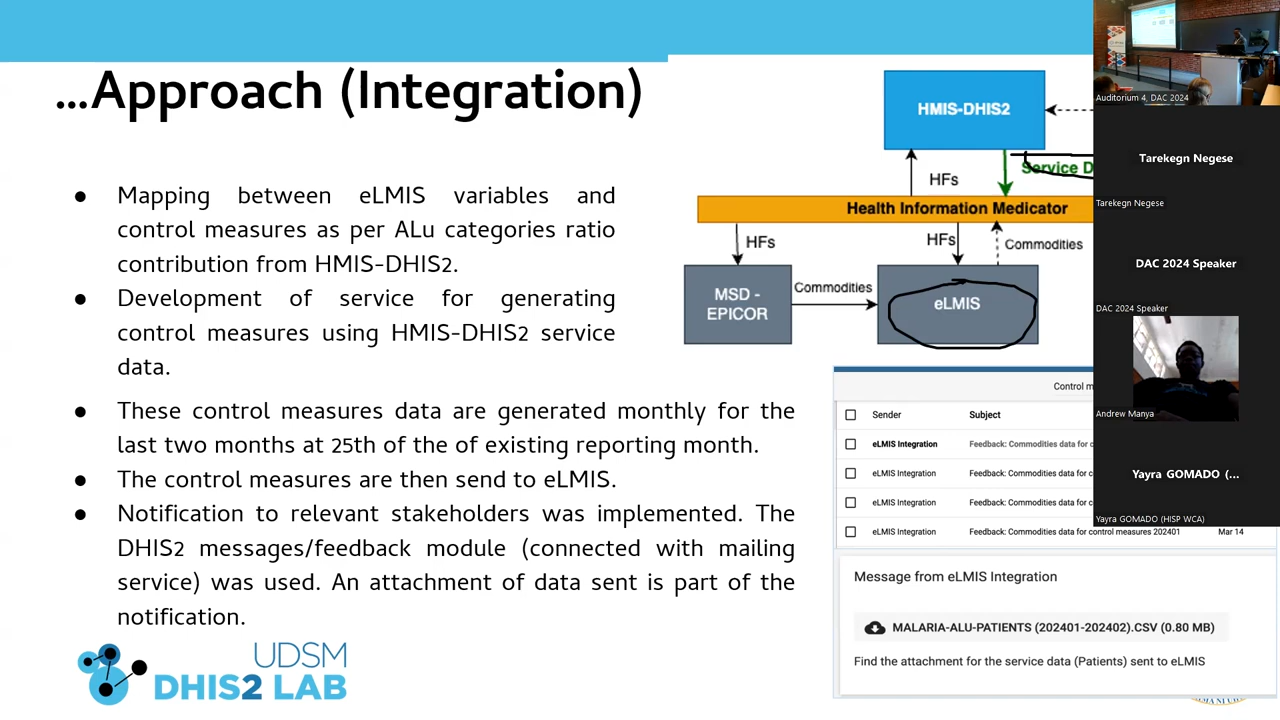 ...Approach (Integration)
● Mapping between eLMIS variables and
control measures as per ALu categories ratio
contribution from HMIS-DHIS2.
● Development of service for generating
control measures using HMIS-DHIS2 service
data.
● These control measures data are generated monthly for the
last two months at 25th of the of existing reporting month.
● The control measures are then send to eLMIS.
● Notification to relevant stakeholders was implemented. The
DHIS2 messages/feedback module (connected with mailing
service) was used. An attachment of data sent is part of the
notification.
UDSM
DHIS2 LAB
HMIS-DHIS2
HFs
Service D
Health Information Medicator
HFs
HFs
Commodities
MSD -
EPICOR
Commodities
eLMIS
Control m
Sender Subject
eLMIS Integration Feedback: Commodities data for c
eLMIS Integration Feedback: Commodities data for c
eLMIS Integration Feedback: Commodities data for c
eLMIS Integration Feedback: Commodities data for control measures 202401 Mar 14
Message from eLMIS Integration
MALARIA-ALU-PATIENTS (202401-202402).CSV (0.80 MB)
Find the attachment for the service data (Patients) sent to eLMIS
Auditorium 4, DAC 2024
Tarekegn Negese
Tarekegn Negese
DAC 2024 Speaker
DAC 2024 Speaker
Andrew Manya
Yayra GOMADO (...
Yayra GOMADO (HISP WCA)